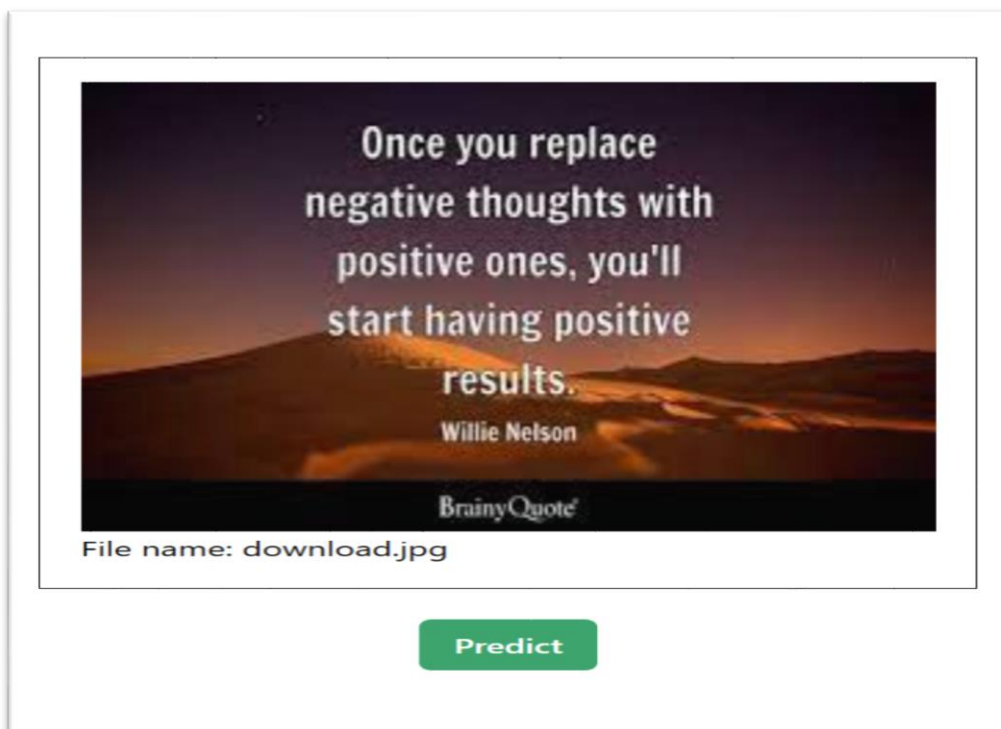 Once you replace
negative thoughts with
positive ones, you'll
start having positive
results.
Willie Nelson
BrainyQuote®
File name: download.jpg
Predict